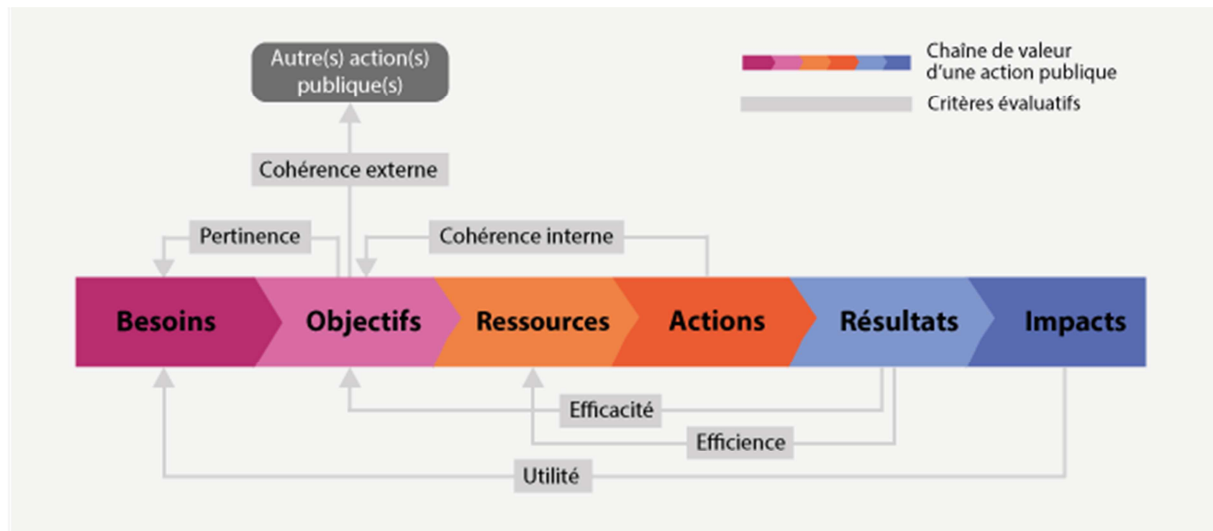 Autre(s) action(s)
publique(s)
Chaîne de valeur
d'une action publique
Critères évaluatifs
Cohérence externe
Pertinence
Cohérence interne
Besoins
Objectifs
Ressources
Actions
Résultats
Impacts
Efficacité
Efficience
Utilité